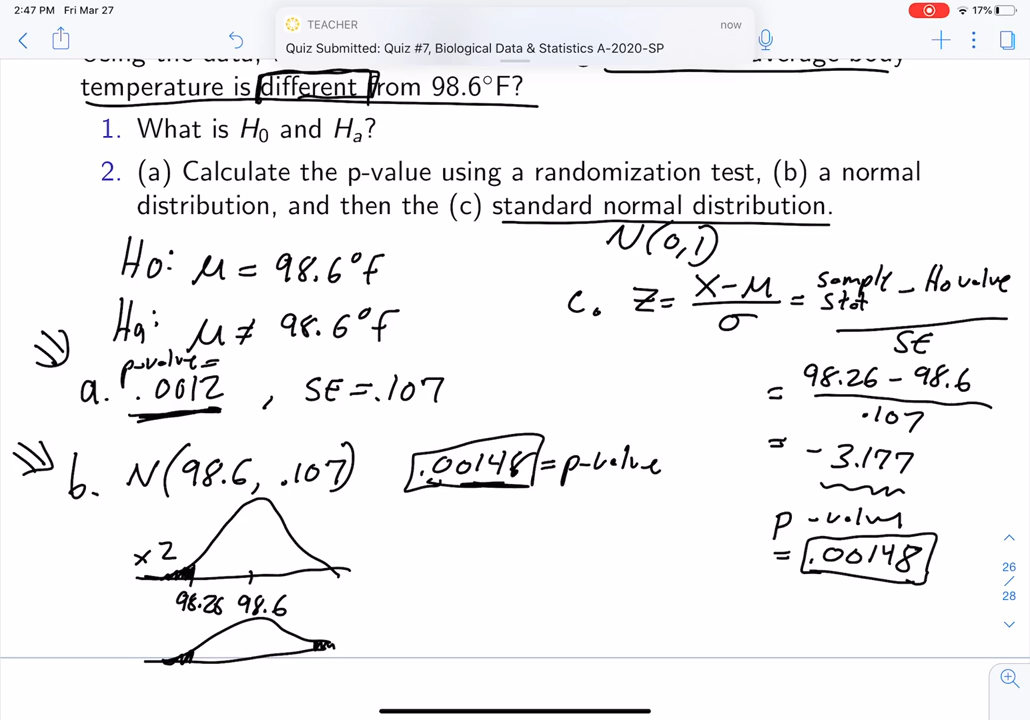 2:47 PM Fri Mar 27
17%
TEACHER
now
Quiz Submitted: Quiz #7, Biological Data & Statistics A-2020-SP
temperature is different from 98.6°F?
1. What is H0 and Ha?
2. (a) Calculate the p-value using a randomization test, (b) a normal
distribution, and then the (c) standard normal distribution.
N(0,1)
Ho: μ = 98.6°F
Ha: μ ≠ 98.6°F
p-value =
a. .0012 , SE = .107
b. N(98.6, .107) .00148 = p-value
x 2
98.26 98.6
c. Z = X-μ / σ = Sample Stat - Ho value / SE
= 98.26 - 98.6 / .107
= -3.177
p-value
= .00148
26
/
28